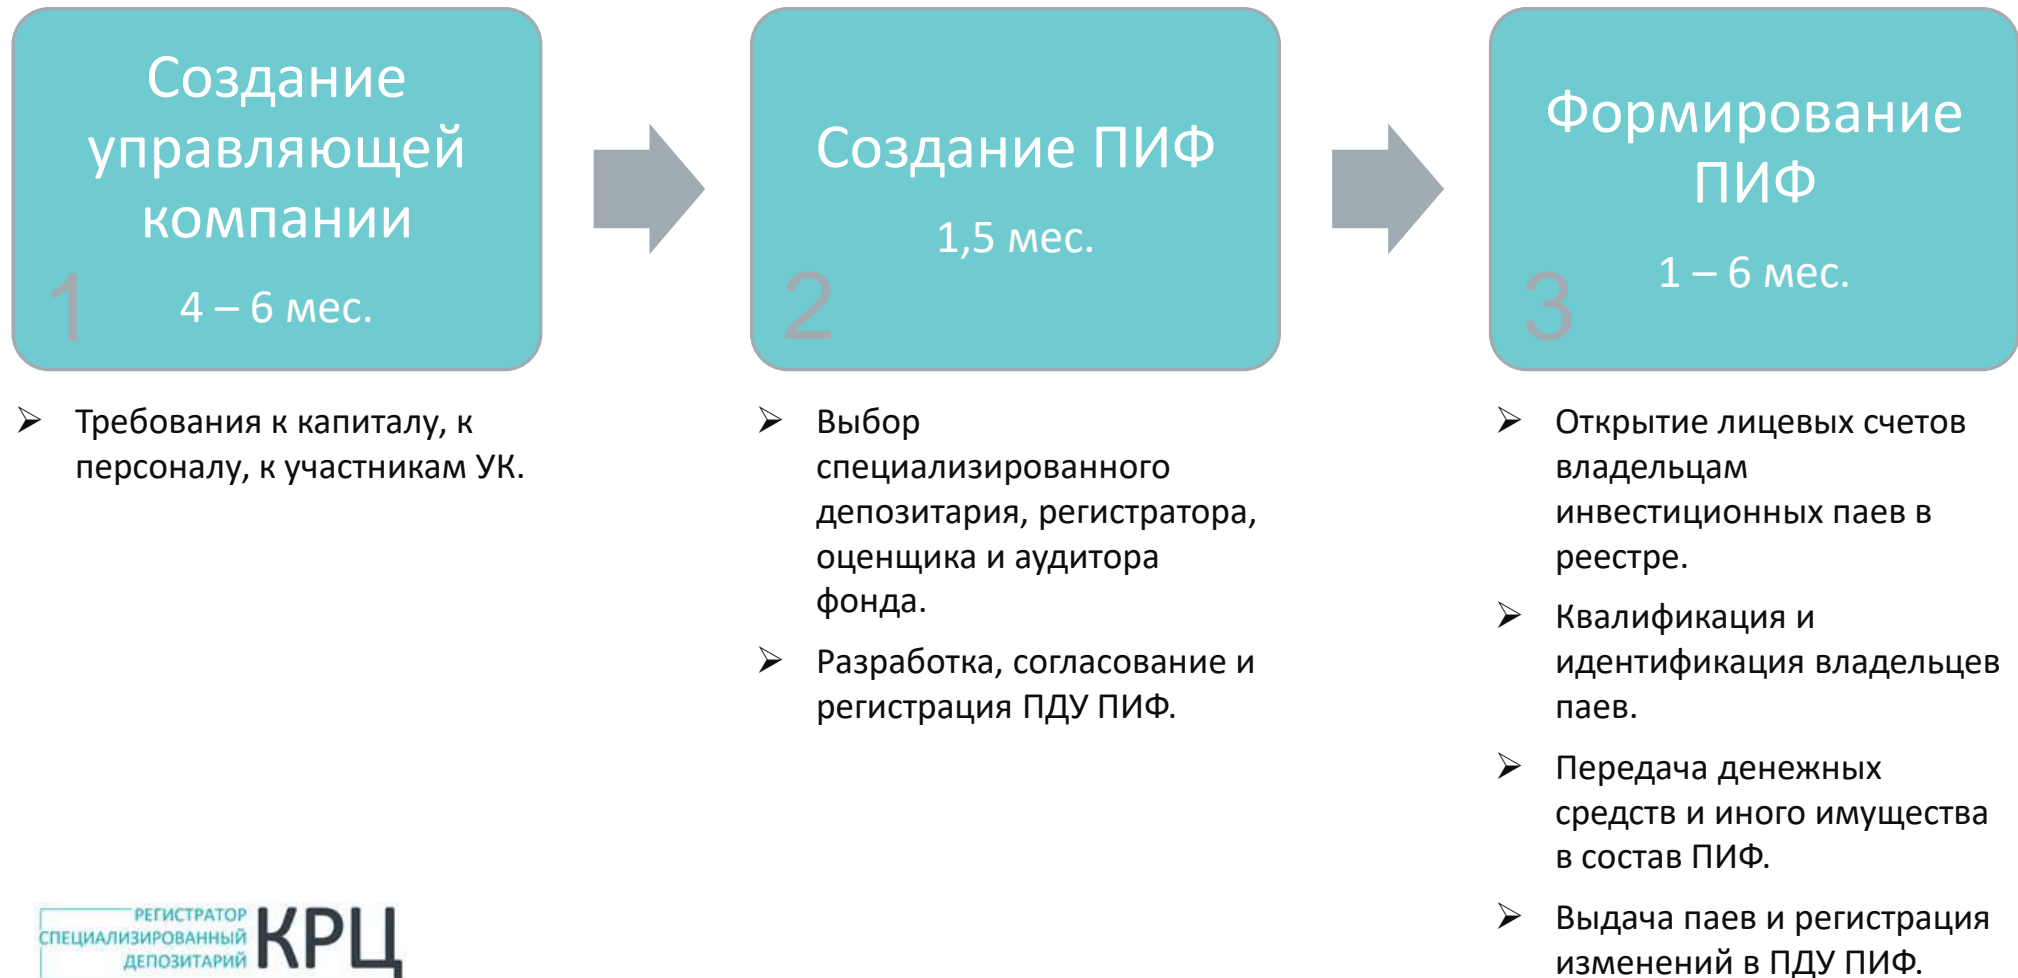 Создание
управляющей
компании
4 – 6 мес.
1
Создание ПИФ
1,5 мес.
2
Формирование
ПИФ
1 – 6 мес.
3
➢ Требования к капиталу, к
персоналу, к участникам УК.
➢ Выбор
специализированного
депозитария, регистратора,
оценщика и аудитора
фонда.
➢ Разработка, согласование и
регистрация ПДУ ПИФ.
➢ Открытие лицевых счетов
владельцам
инвестиционных паев в
реестре.
➢ Квалификация и
идентификация владельцев
паев.
➢ Передача денежных
средств и иного имущества
в состав ПИФ.
➢ Выдача паев и регистрация
изменений в ПДУ ПИФ.
РЕГИСТРАТОР
СПЕЦИАЛИЗИРОВАННЫЙ
ДЕПОЗИТАРИЙ
КРЦ